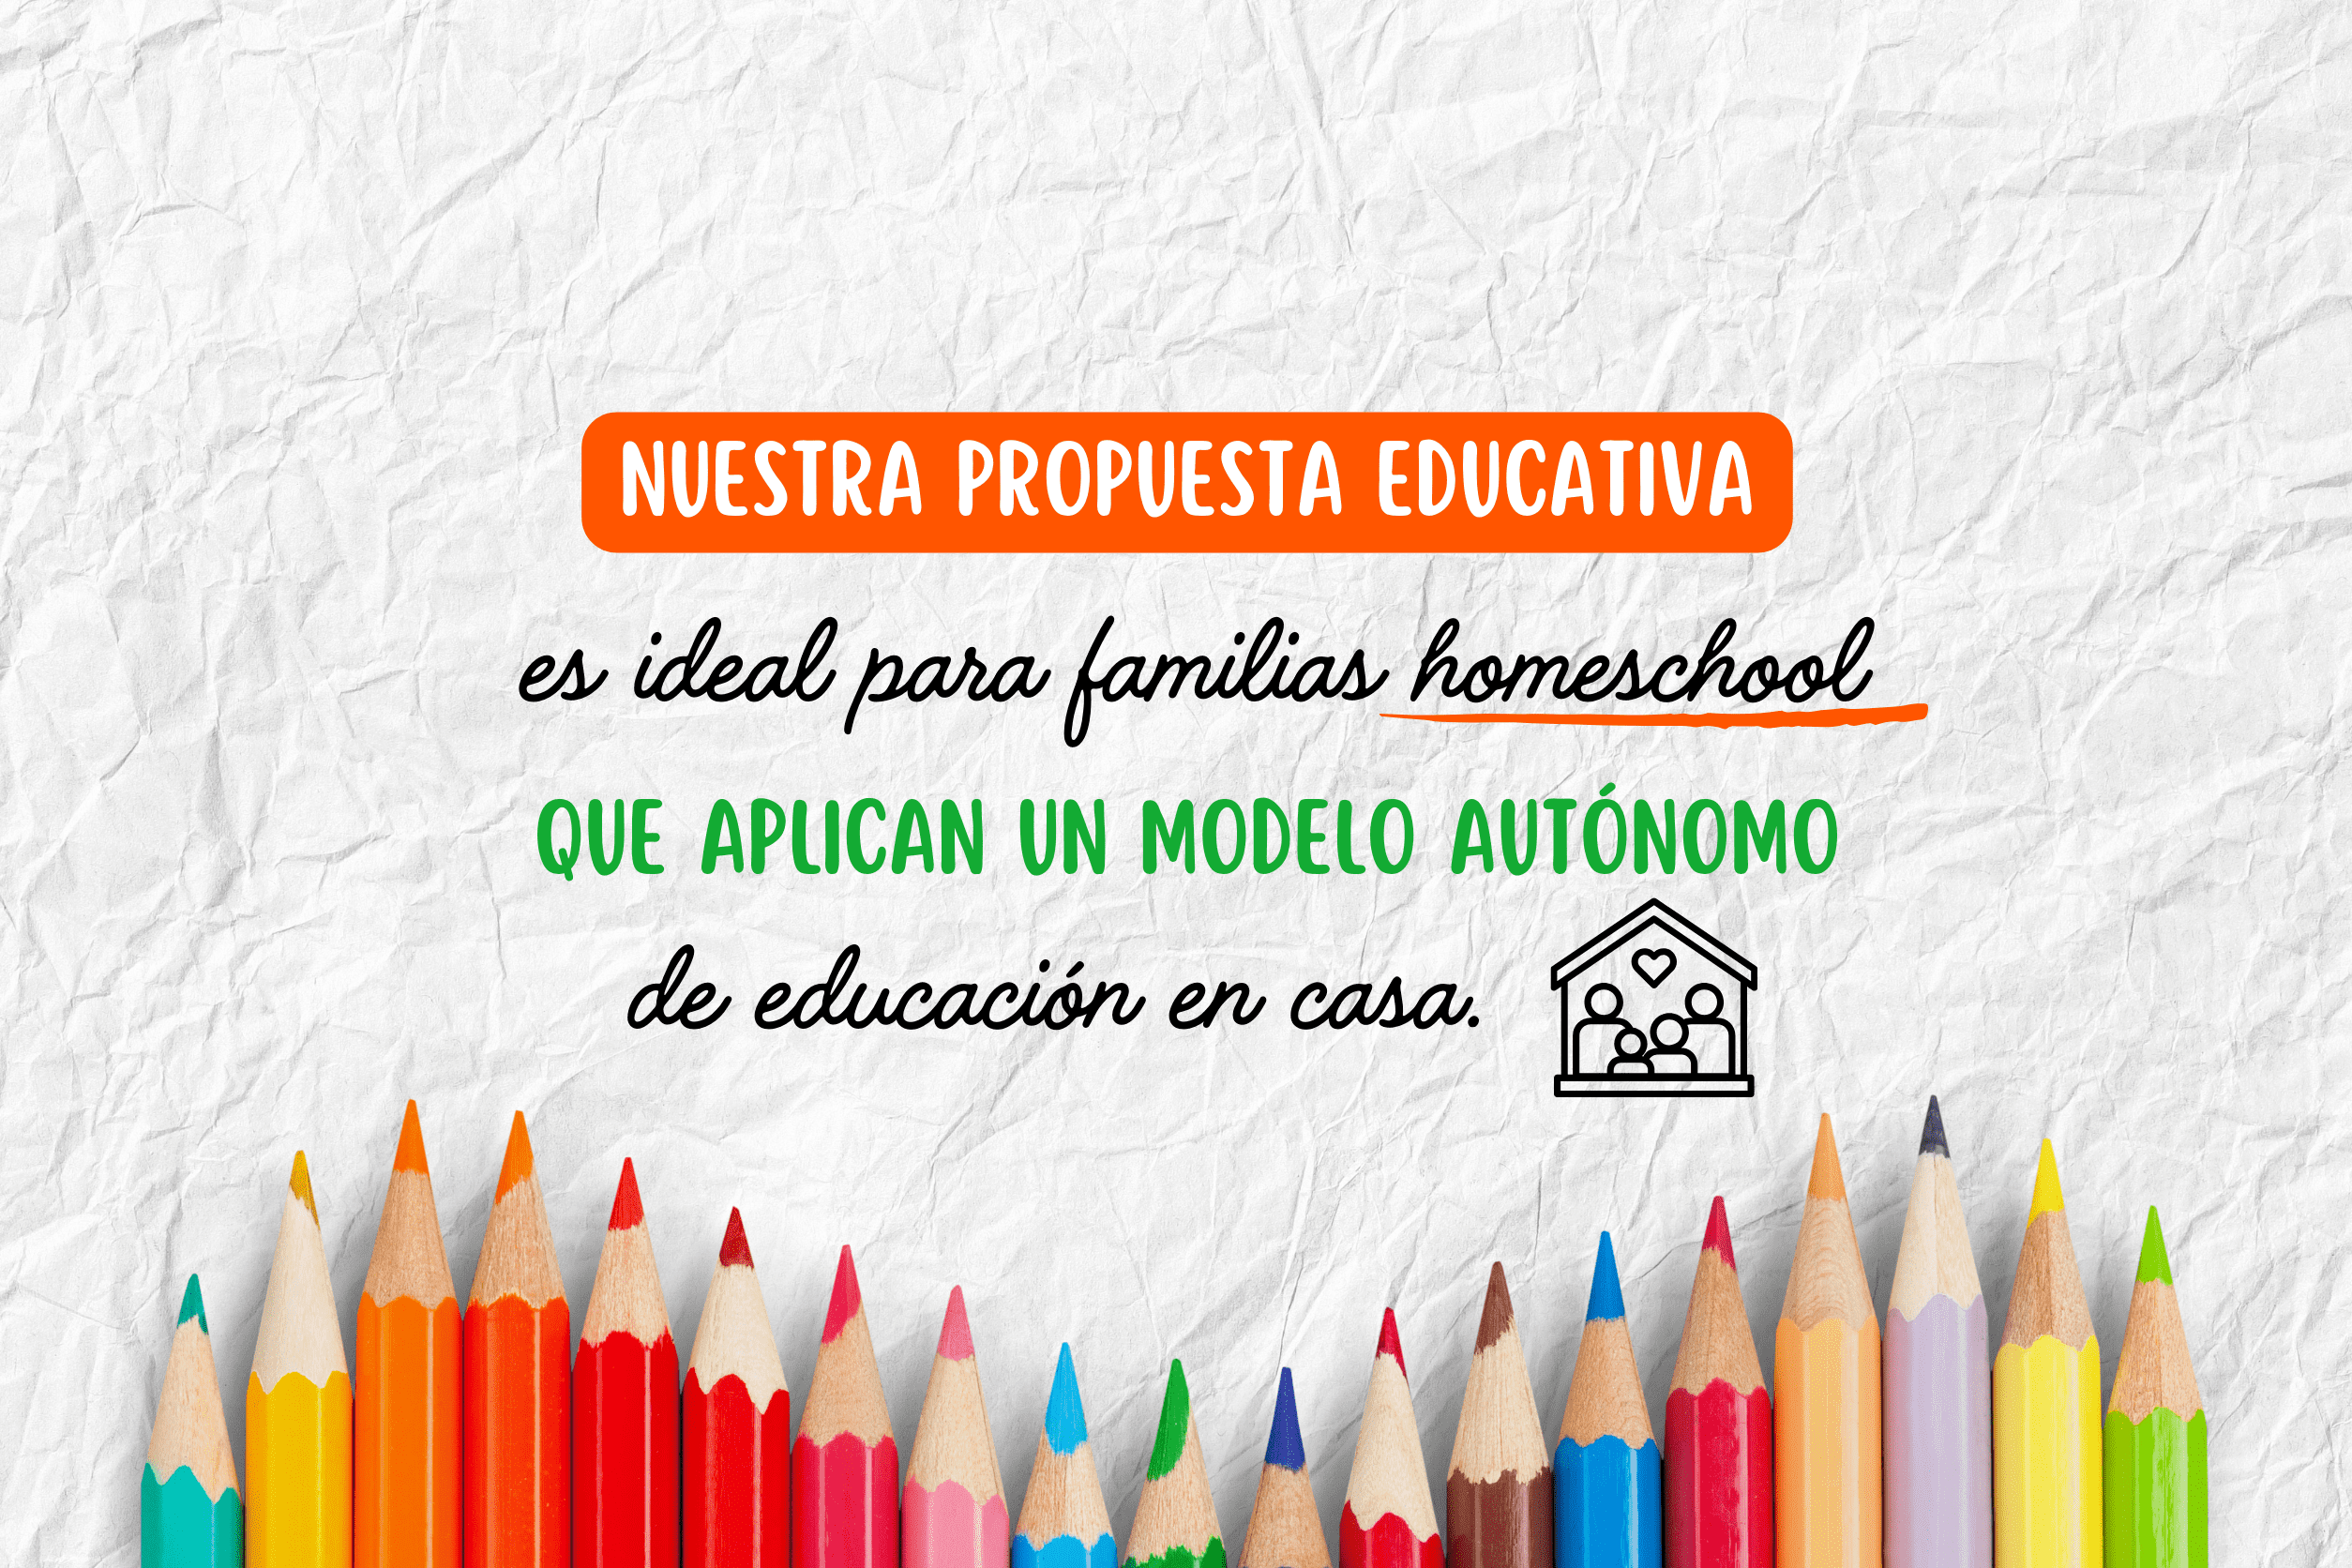 NUESTRA PROPUESTA EDUCATIVA
es ideal para familias homeschool
QUE APLICAN UN MODELO AUTÓNOMO
de educación en casa.